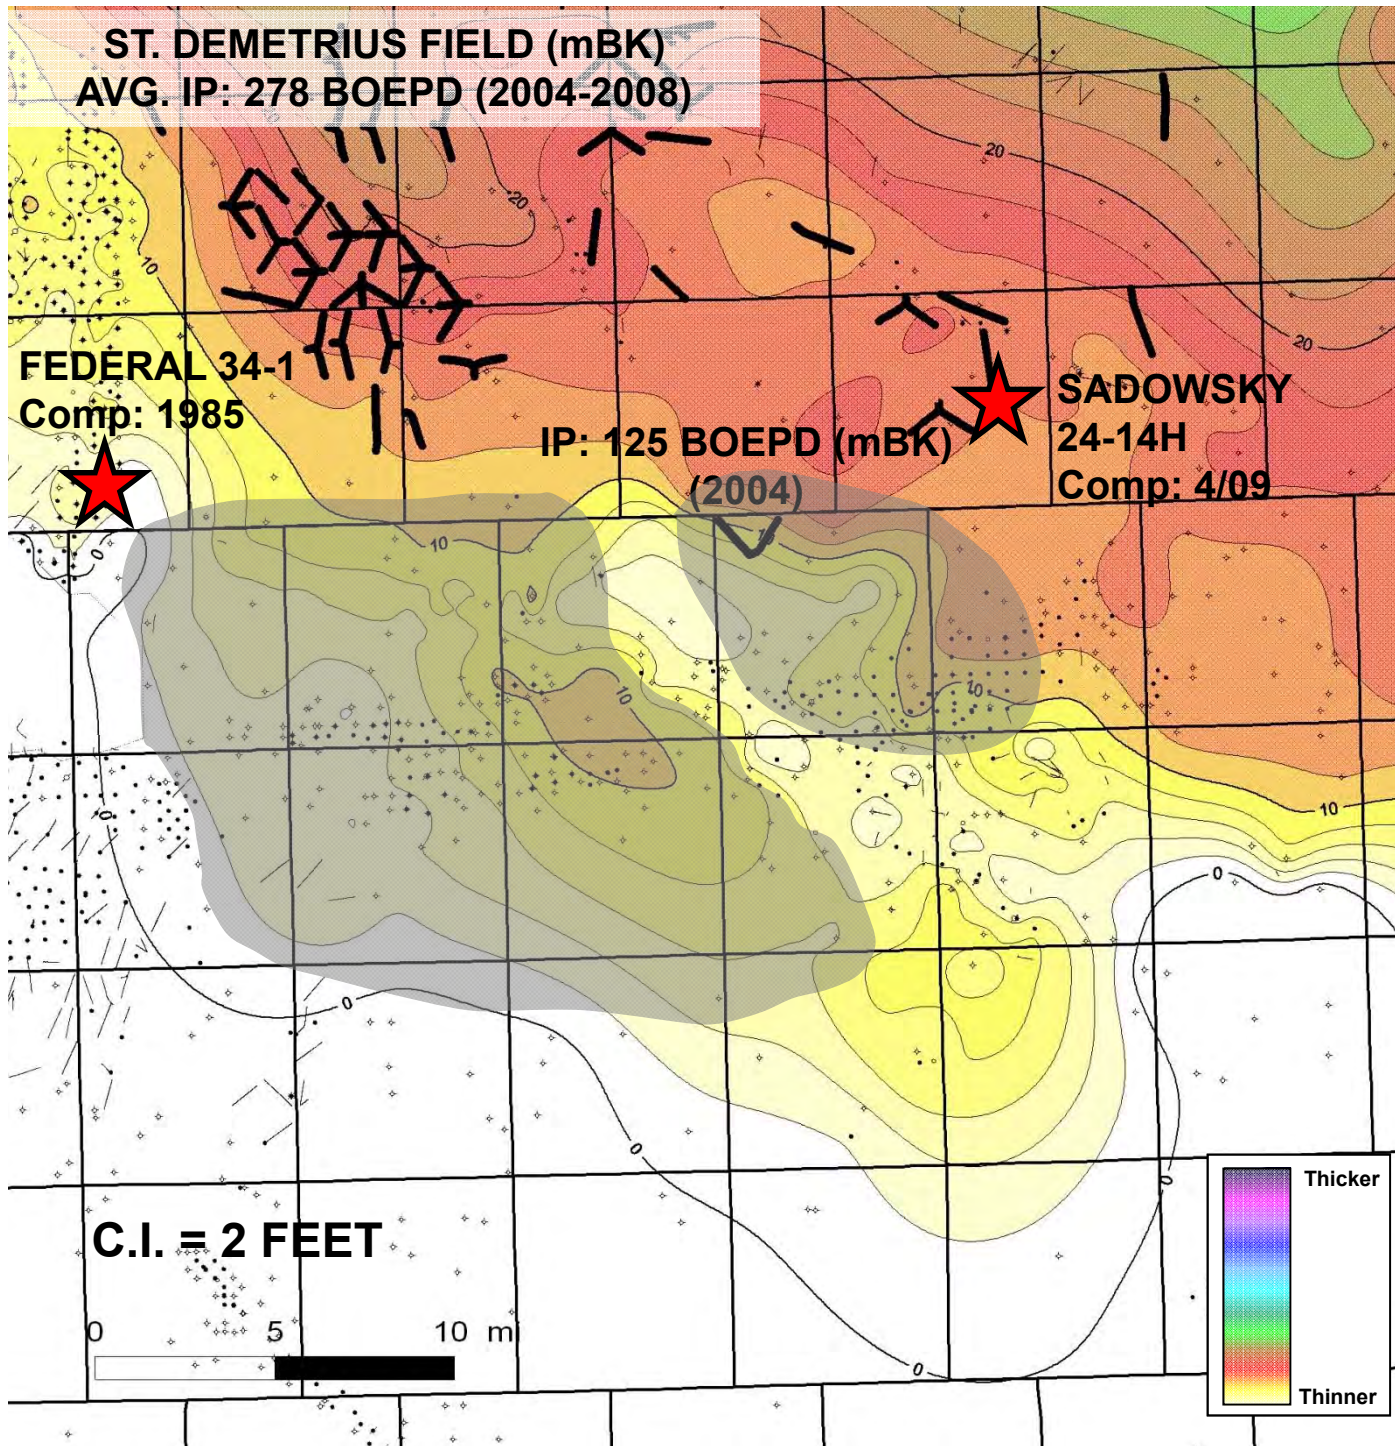 ST. DEMETRIUS FIELD (mBK)
AVG. IP: 278 BOEPD (2004-2008)
20
20
10
20
FEDERAL 34-1
Comp: 1985
SADOWSKY
24-14H
Comp: 4/09
IP: 125 BOEPD (mBK)
(2004)
0
10
10
10
10
0
0
0
0
0
0
Thicker
Thinner
C.I. = 2 FEET
0 5 10 mi